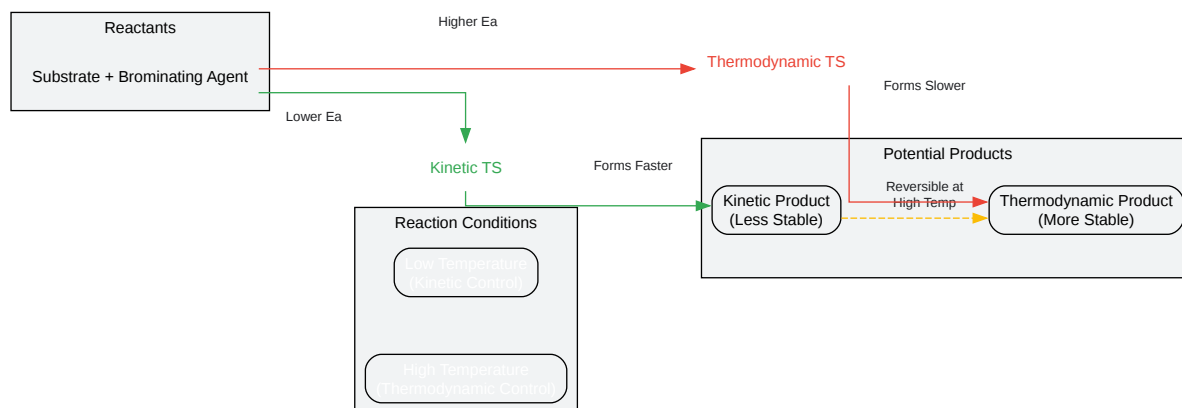 Reactants
Substrate + Brominating Agent
Higher Ea
Lower Ea
Thermodynamic TS
Forms Slower
Kinetic TS
Forms Faster
Reaction Conditions
Low Temperature
(Kinetic Control)
High Temperature
(Thermodynamic Control)
Potential Products
Kinetic Product
(Less Stable)
Reversible at
High Temp
Thermodynamic Product
(More Stable)